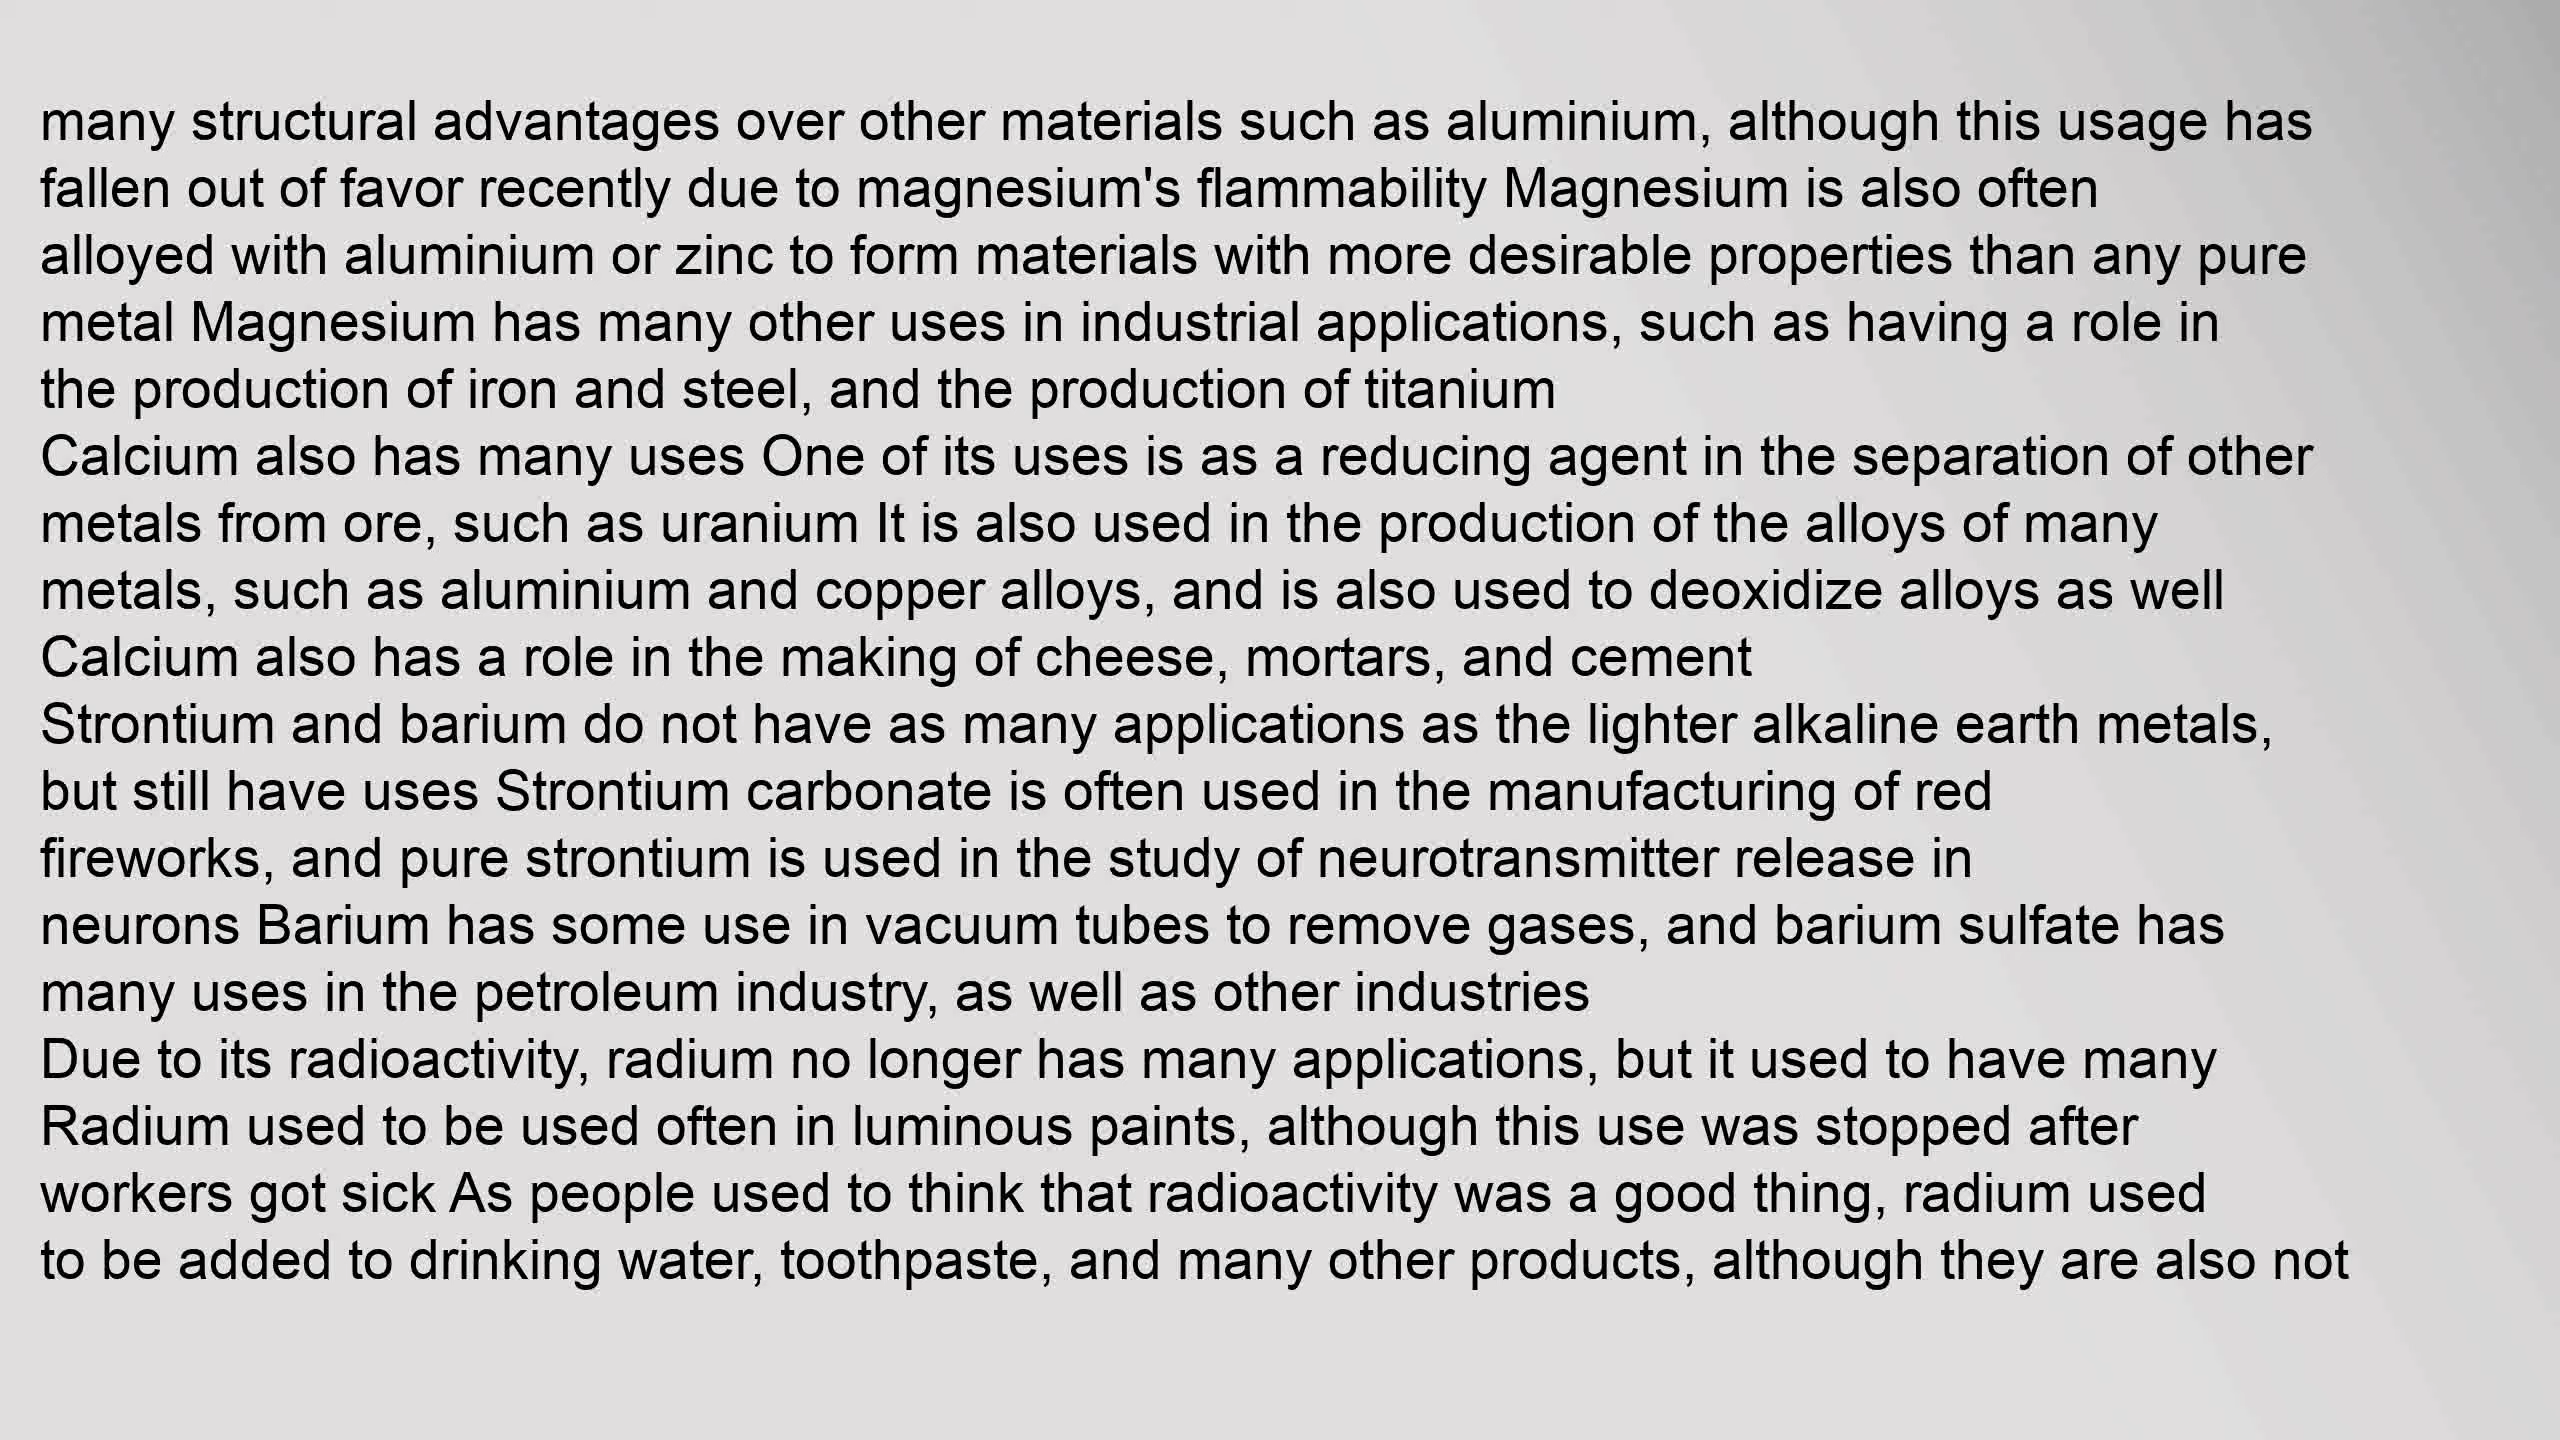 many structural advantages over other materials such as aluminium, although this usage has
fallen out of favor recently due to magnesium's flammability Magnesium is also often
alloyed with aluminium or zinc to form materials with more desirable properties than any pure
metal Magnesium has many other uses in industrial applications, such as having a role in
the production of iron and steel, and the production of titanium
Calcium also has many uses One of its uses is as a reducing agent in the separation of other
metals from ore, such as uranium It is also used in the production of the alloys of many
metals, such as aluminium and copper alloys, and is also used to deoxidize alloys as well
Calcium also has a role in the making of cheese, mortars, and cement
Strontium and barium do not have as many applications as the lighter alkaline earth metals,
but still have uses Strontium carbonate is often used in the manufacturing of red
fireworks, and pure strontium is used in the study of neurotransmitter release in
neurons Barium has some use in vacuum tubes to remove gases, and barium sulfate has
many uses in the petroleum industry, as well as other industries
Due to its radioactivity, radium no longer has many applications, but it used to have many
Radium used to be used often in luminous paints, although this use was stopped after
workers got sick As people used to think that radioactivity was a good thing, radium used
to be added to drinking water, toothpaste, and many other products, although they are also not